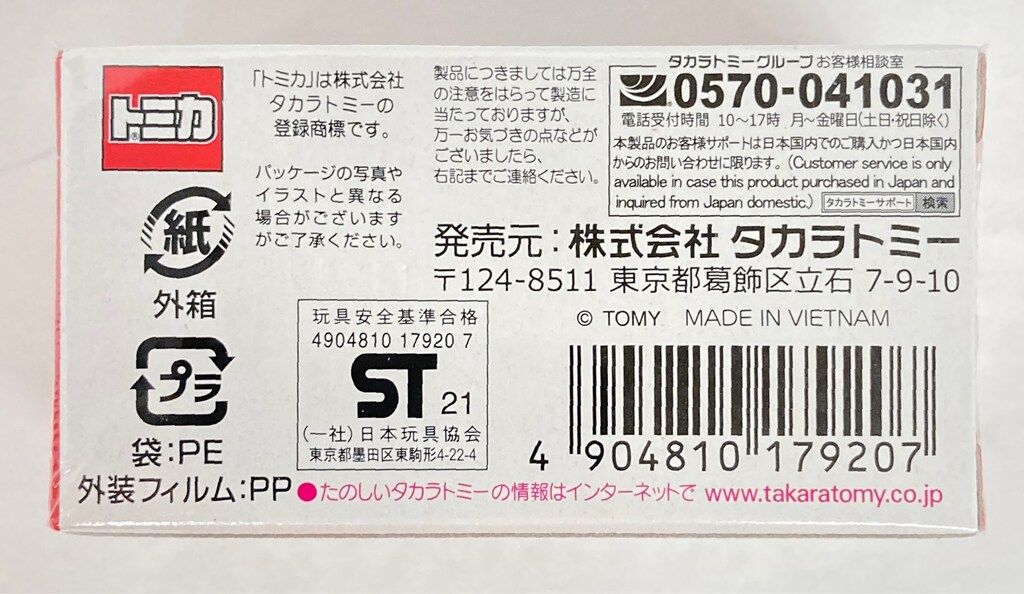 トミカ®
「トミカ」は株式会社
タカラトミーの
登録商標です。
パッケージの写真や
イラストと異なる
場合がございます
がご了承ください。
製品につきましては万全
の注意をはらって製造に
当たっておりますが、
万一お気づきの点などが
ございましたら、
右記までご連絡ください。
タカラトミーグループ お客様相談室
0570-041031
電話受付時間 10〜17時 月〜金曜日(土日・祝日除く)
本製品のお客様サポートは日本国内でのご購入かつ日本国内
からのお問い合わせに限ります。(Customer service is only
available in case this product purchased in Japan and
inquired from Japan domestic.) タカラトミーサポート 検索
発売元:株式会社 タカラトミー
〒124-8511 東京都葛飾区立石 7-9-10
© TOMY MADE IN VIETNAM
紙
外箱
プラ
袋:PE
外装フィルム:PP
玩具安全基準合格
4904810 17920 7
ST 21
(一社)日本玩具協会
東京都墨田区東駒形4-22-4
4 904810 179207
●たのしいタカラトミーの情報はインターネットで www.takaratomy.co.jp